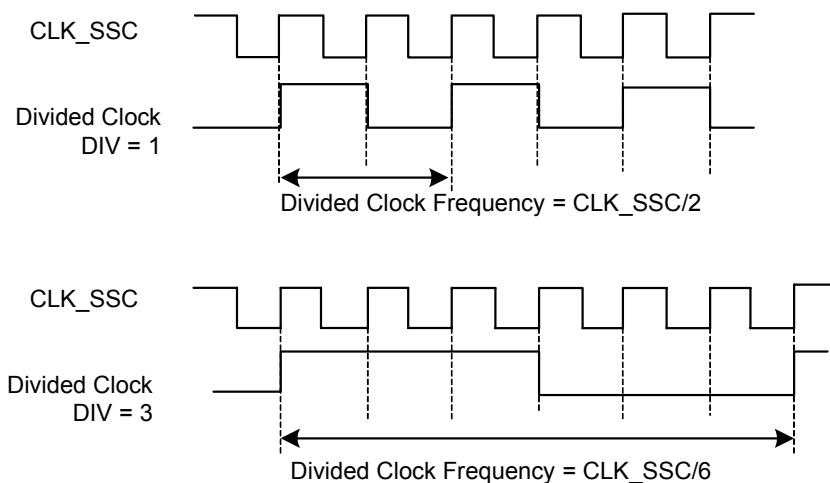 CLK_SSC
Divided Clock
DIV = 1
Divided Clock Frequency = CLK_SSC/2
CLK_SSC
Divided Clock
DIV = 3
Divided Clock Frequency = CLK_SSC/6